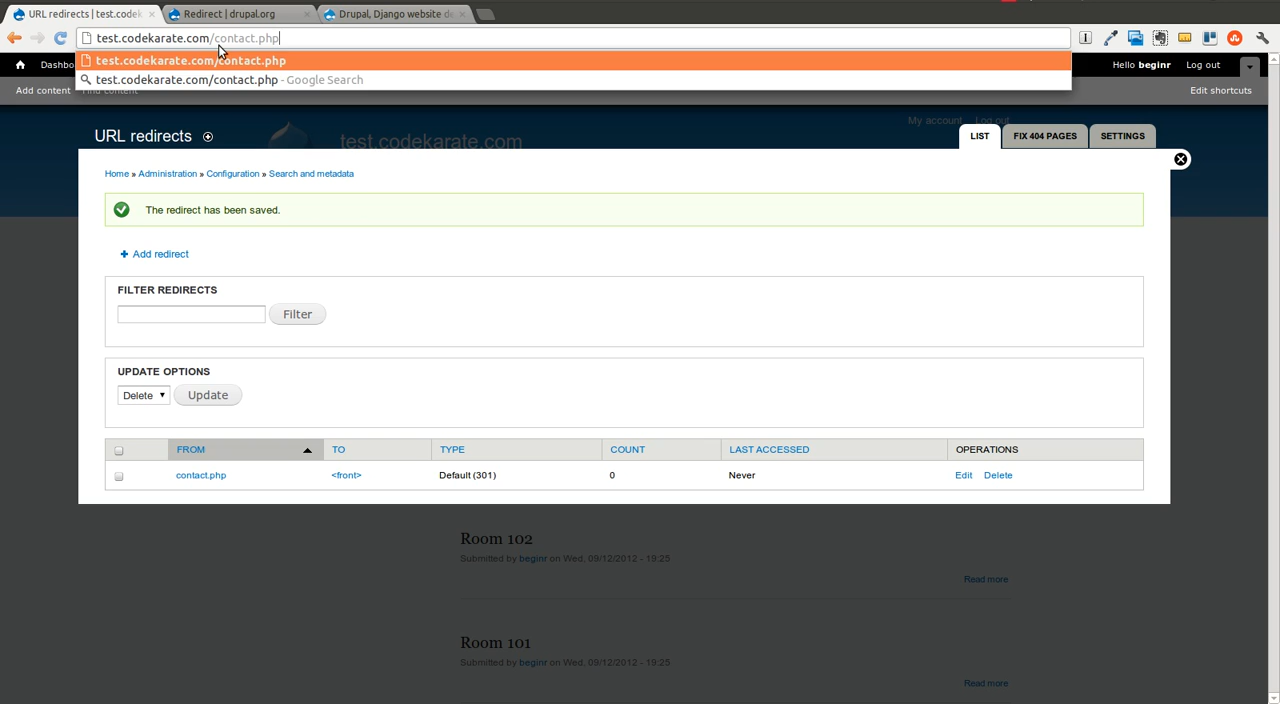 URL redirects | test.codek
Redirect | drupal.org
Drupal, Django website de
test.codekarate.com/contact.php
test.codekarate.com/contact.php
test.codekarate.com/contact.php - Google Search
Dashbo
Hello beginr
Log out
Add content
Find content
Edit shortcuts
My account
Log out
URL redirects
test.codekarate.com
LIST
FIX 404 PAGES
SETTINGS
Home » Administration » Configuration » Search and metadata
The redirect has been saved.
+ Add redirect
FILTER REDIRECTS
Filter
UPDATE OPTIONS
Delete
Update
FROM TO TYPE COUNT LAST ACCESSED OPERATIONS
contact.php <front> Default (301) 0 Never Edit Delete
Room 102
Submitted by beginr on Wed, 09/12/2012 - 19:25
Read more
Room 101
Submitted by beginr on Wed, 09/12/2012 - 19:25
Read more